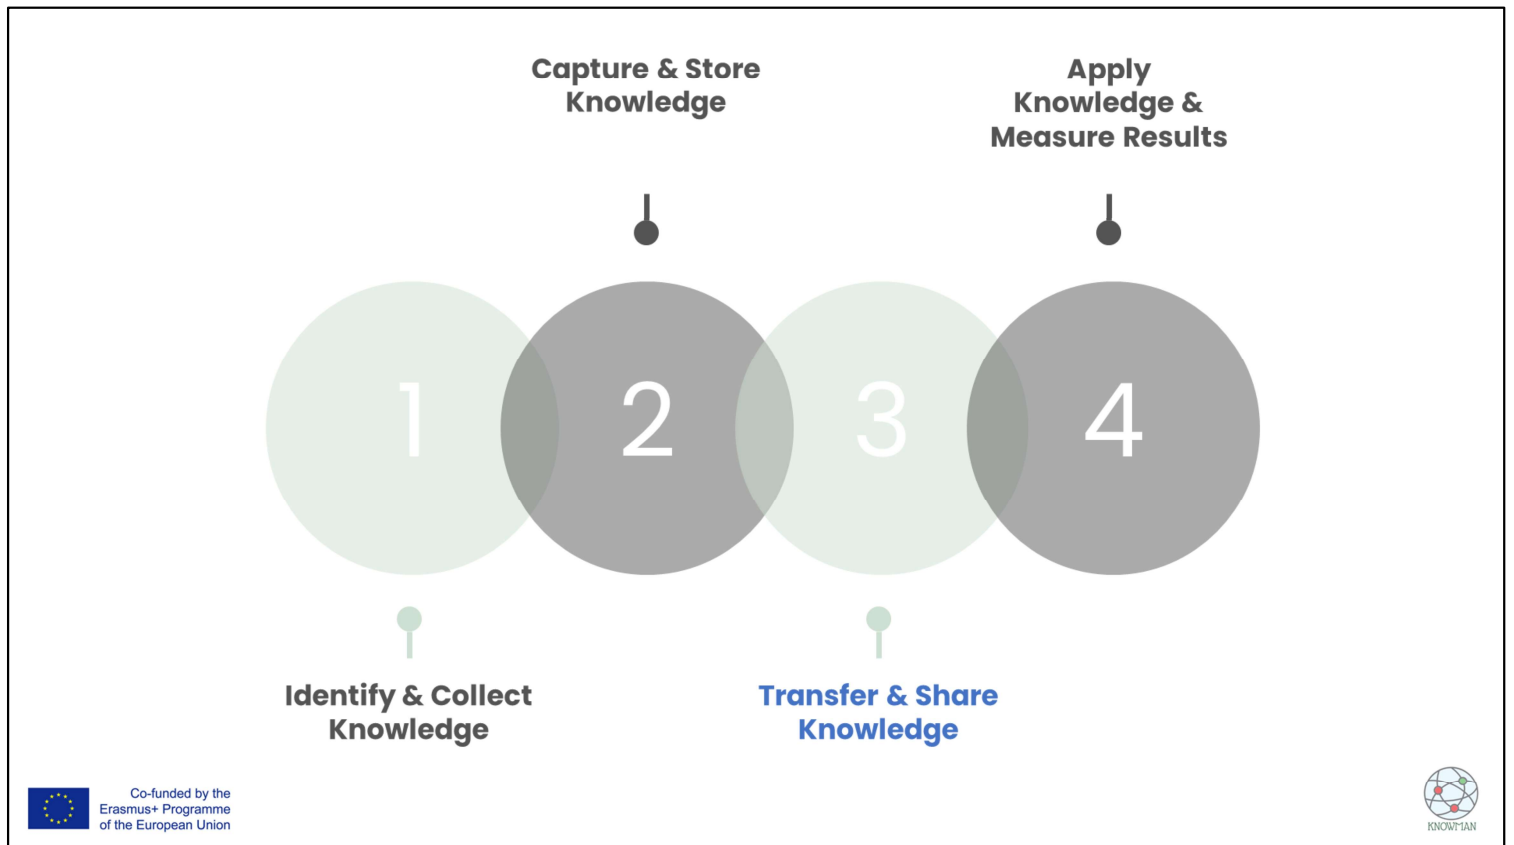 Capture & Store
Knowledge
Apply
Knowledge &
Measure Results
1
2
3
4
Identify & Collect
Knowledge
Transfer & Share
Knowledge
Co-funded by the
Erasmus+ Programme
of the European Union
KNOWMAN